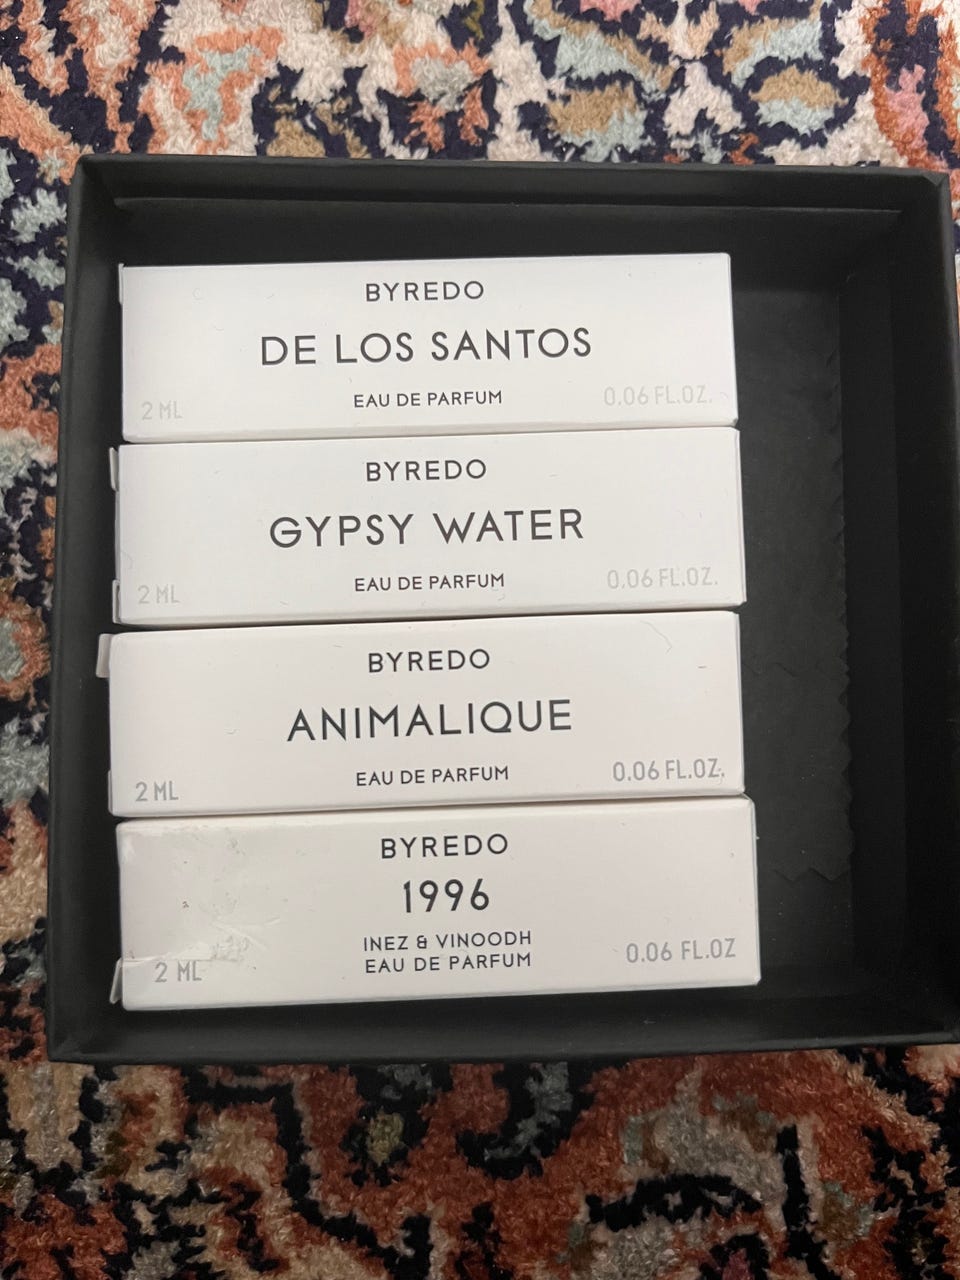 BYREDO
DE LOS SANTOS
2 ML EAU DE PARFUM 0.06 FL.OZ.
BYREDO
GYPSY WATER
2 ML EAU DE PARFUM 0.06 FL.OZ.
BYREDO
ANIMALIQUE
2 ML EAU DE PARFUM 0.06 FL.OZ.
BYREDO
1996
INEZ & VINOODH
2 ML EAU DE PARFUM 0.06 FL.OZ